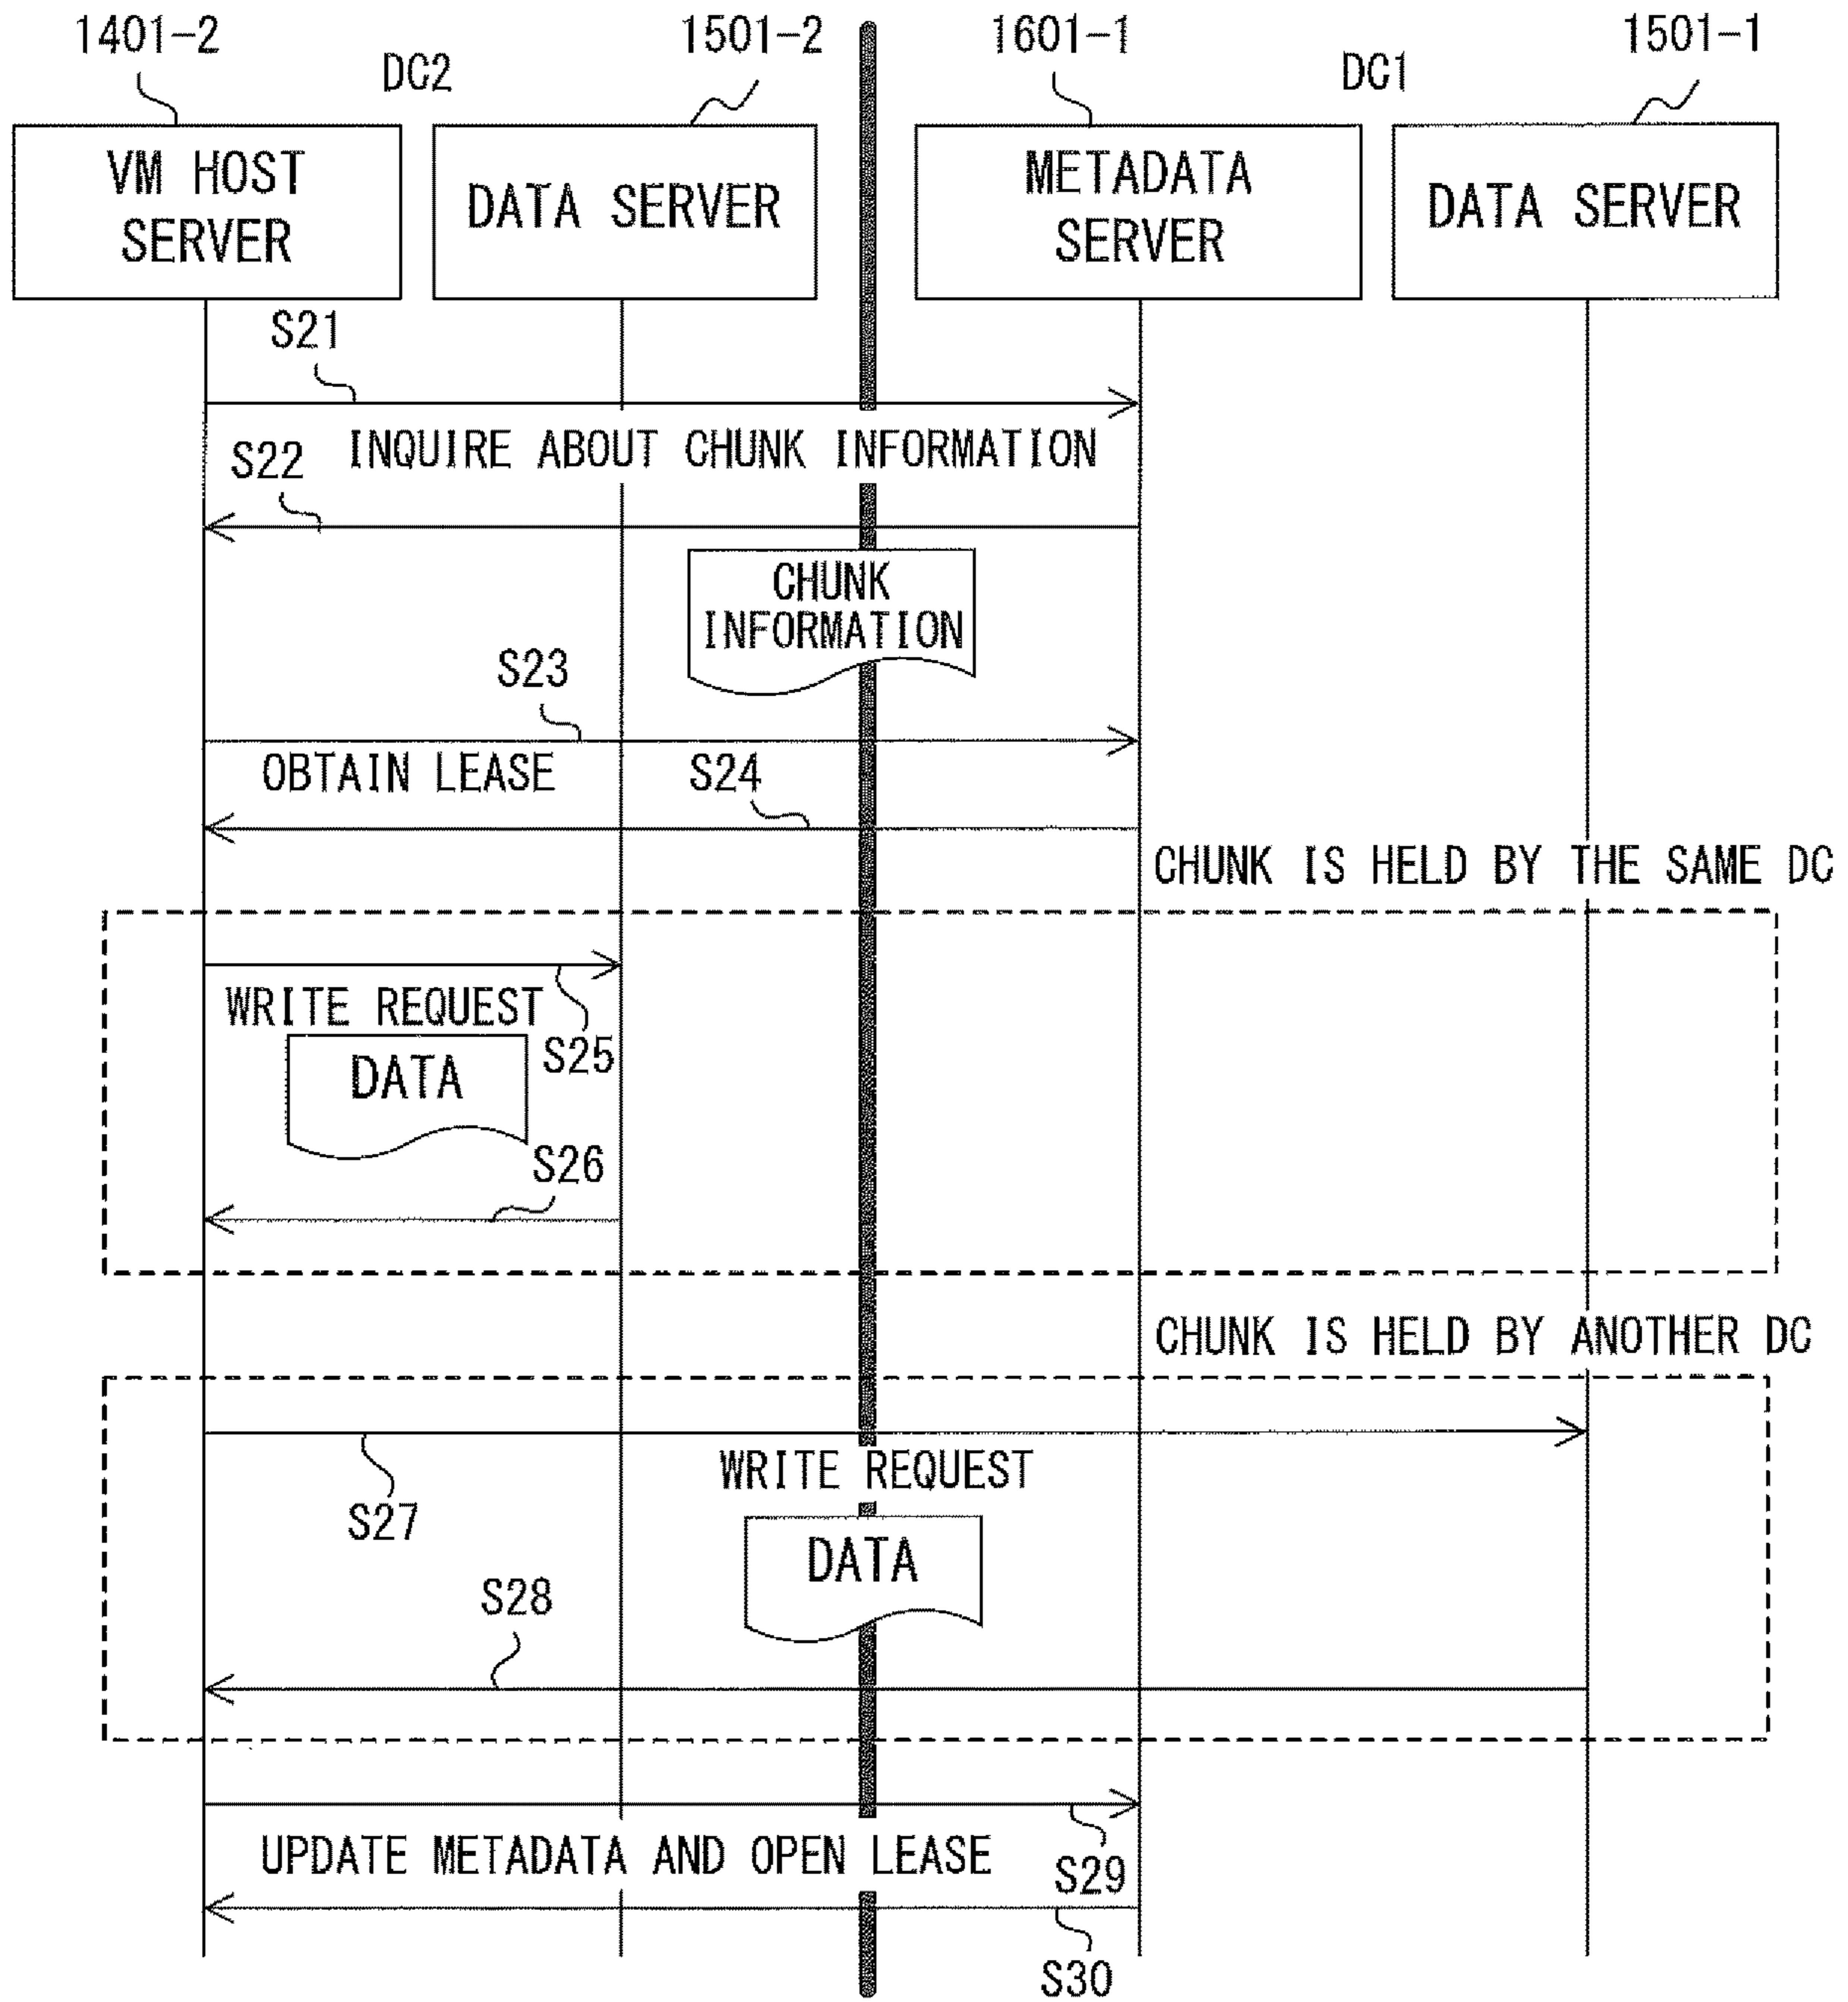 1401-2
DC2
1501-2
1601-1
DC1
1501-1
VM HOST
SERVER
DATA SERVER
METADATA
SERVER
DATA SERVER
S21
INQUIRE ABOUT CHUNK INFORMATION
S22
CHUNK
INFORMATION
S23
OBTAIN LEASE
S24
CHUNK IS HELD BY THE SAME DC
WRITE REQUEST
S25
DATA
S26
CHUNK IS HELD BY ANOTHER DC
WRITE REQUEST
S27
DATA
S28
UPDATE METADATA AND OPEN LEASE
S29
S30